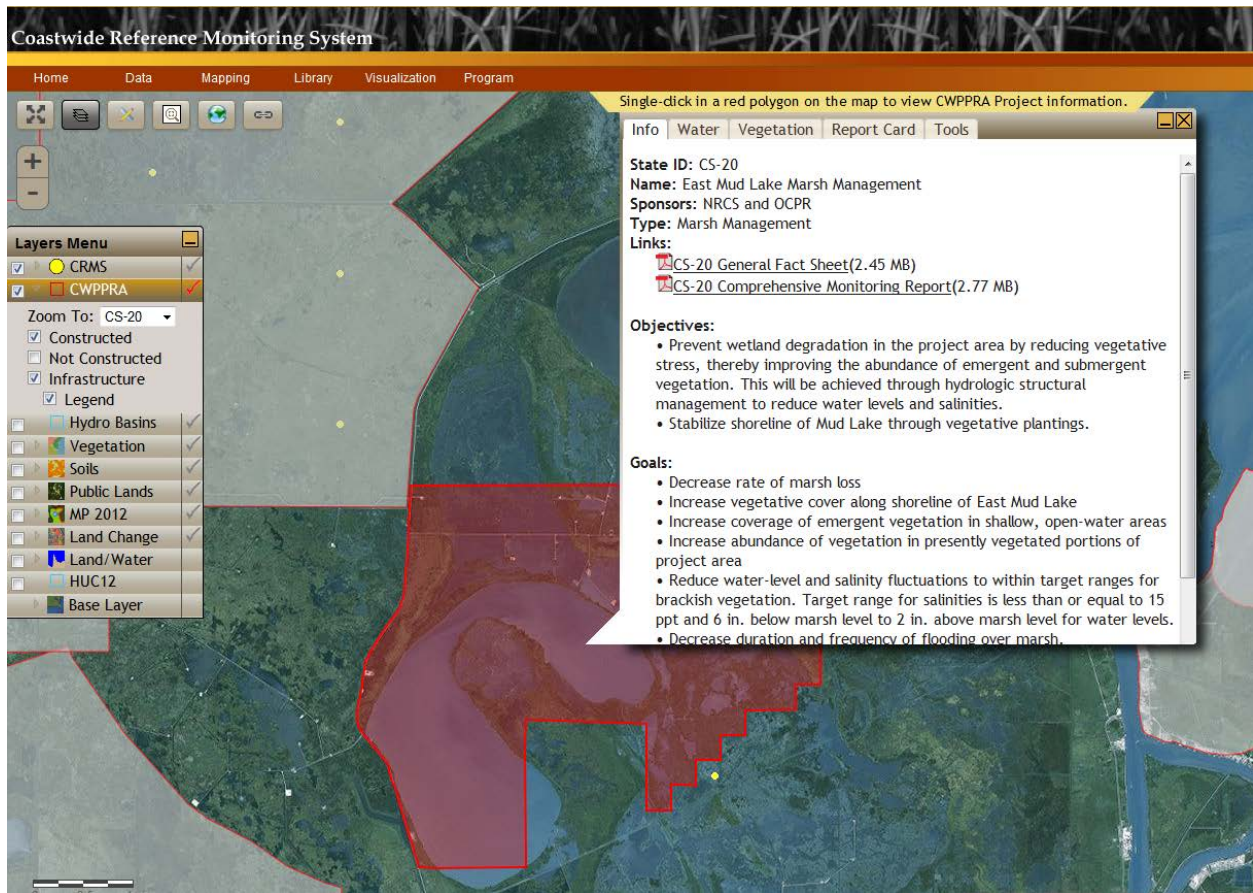 Coastwide Reference Monitoring System
Home Data Mapping Library Visualization Program
Single-click in a red polygon on the map to view CWPPRA Project information.
Info Water Vegetation Report Card Tools
State ID: CS-20
Name: East Mud Lake Marsh Management
Sponsors: NRCS and OCPR
Type: Marsh Management
Links:
CS-20 General Fact Sheet(2.45 MB)
CS-20 Comprehensive Monitoring Report(2.77 MB)
Objectives:
• Prevent wetland degradation in the project area by reducing vegetative
stress, thereby improving the abundance of emergent and submergent
vegetation. This will be achieved through hydrologic structural
management to reduce water levels and salinities.
• Stabilize shoreline of Mud Lake through vegetative plantings.
Goals:
• Decrease rate of marsh loss
• Increase vegetative cover along shoreline of East Mud Lake
• Increase coverage of emergent vegetation in shallow, open-water areas
• Increase abundance of vegetation in presently vegetated portions of
project area
• Reduce water-level and salinity fluctuations to within target ranges for
brackish vegetation. Target range for salinities is less than or equal to 15
ppt and 6 in. below marsh level to 2 in. above marsh level for water levels.
• Decrease duration and frequency of flooding over marsh.
Layers Menu
CRMS
CWPPRA
Zoom To: CS-20
Constructed
Not Constructed
Infrastructure
Legend
Hydro Basins
Vegetation
Soils
Public Lands
MP 2012
Land Change
Land/Water
HUC12
Base Layer